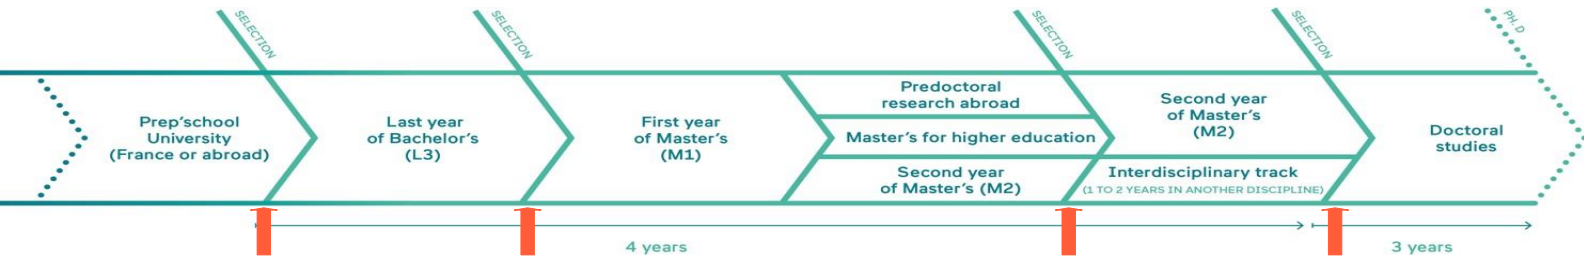 SELECTION
SELECTION
SELECTION
SELECTION
PH. D
Prep'school
University
(France or abroad)
Last year
of Bachelor's
(L3)
First year
of Master's
(M1)
Predoctoral
research abroad
Master's for higher education
Second year
of Master's (M2)
Second year
of Master's
(M2)
Interdisciplinary track
(1 TO 2 YEARS IN ANOTHER DISCIPLINE)
Doctoral
studies
4 years
3 years